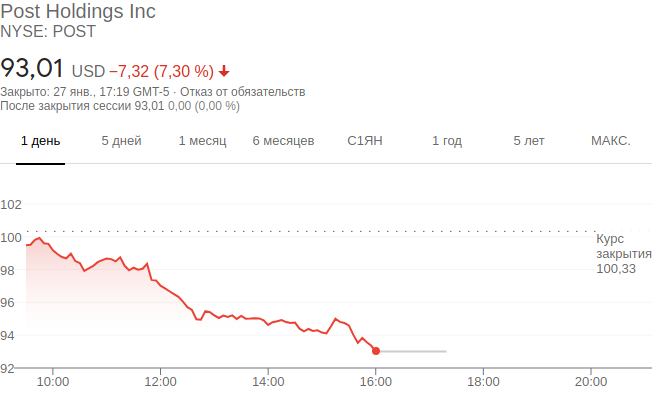 Post Holdings Inc
NYSE: POST
93,01 USD −7,32 (7,30 %)
Закрыто: 27 янв., 17:19 GMT-5 · Отказ от обязательств
После закрытия сессии 93,01 0,00 (0,00 %)
1 день 5 дней 1 месяц 6 месяцев С1ЯН 1 год 5 лет МАКС.
102
100
Курс
закрытия
100,33
98
96
94
92
10:00 12:00 14:00 16:00 18:00 20:00